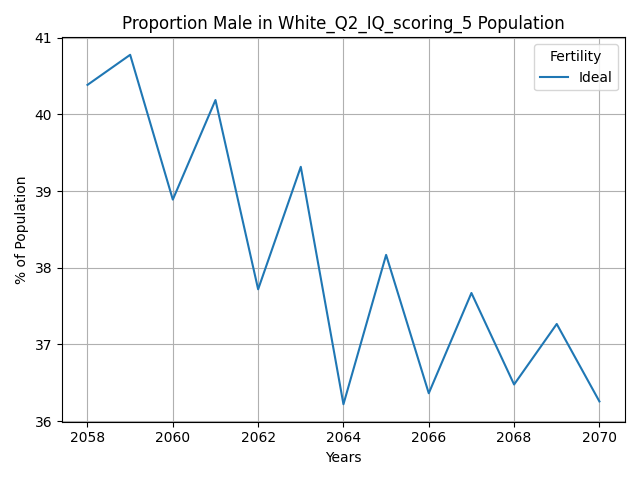 Proportion Male in White_Q2_IQ_scoring_5 Population
Fertility
Ideal
% of Population
41
40
39
38
37
36
2058 2060 2062 2064 2066 2068 2070
Years